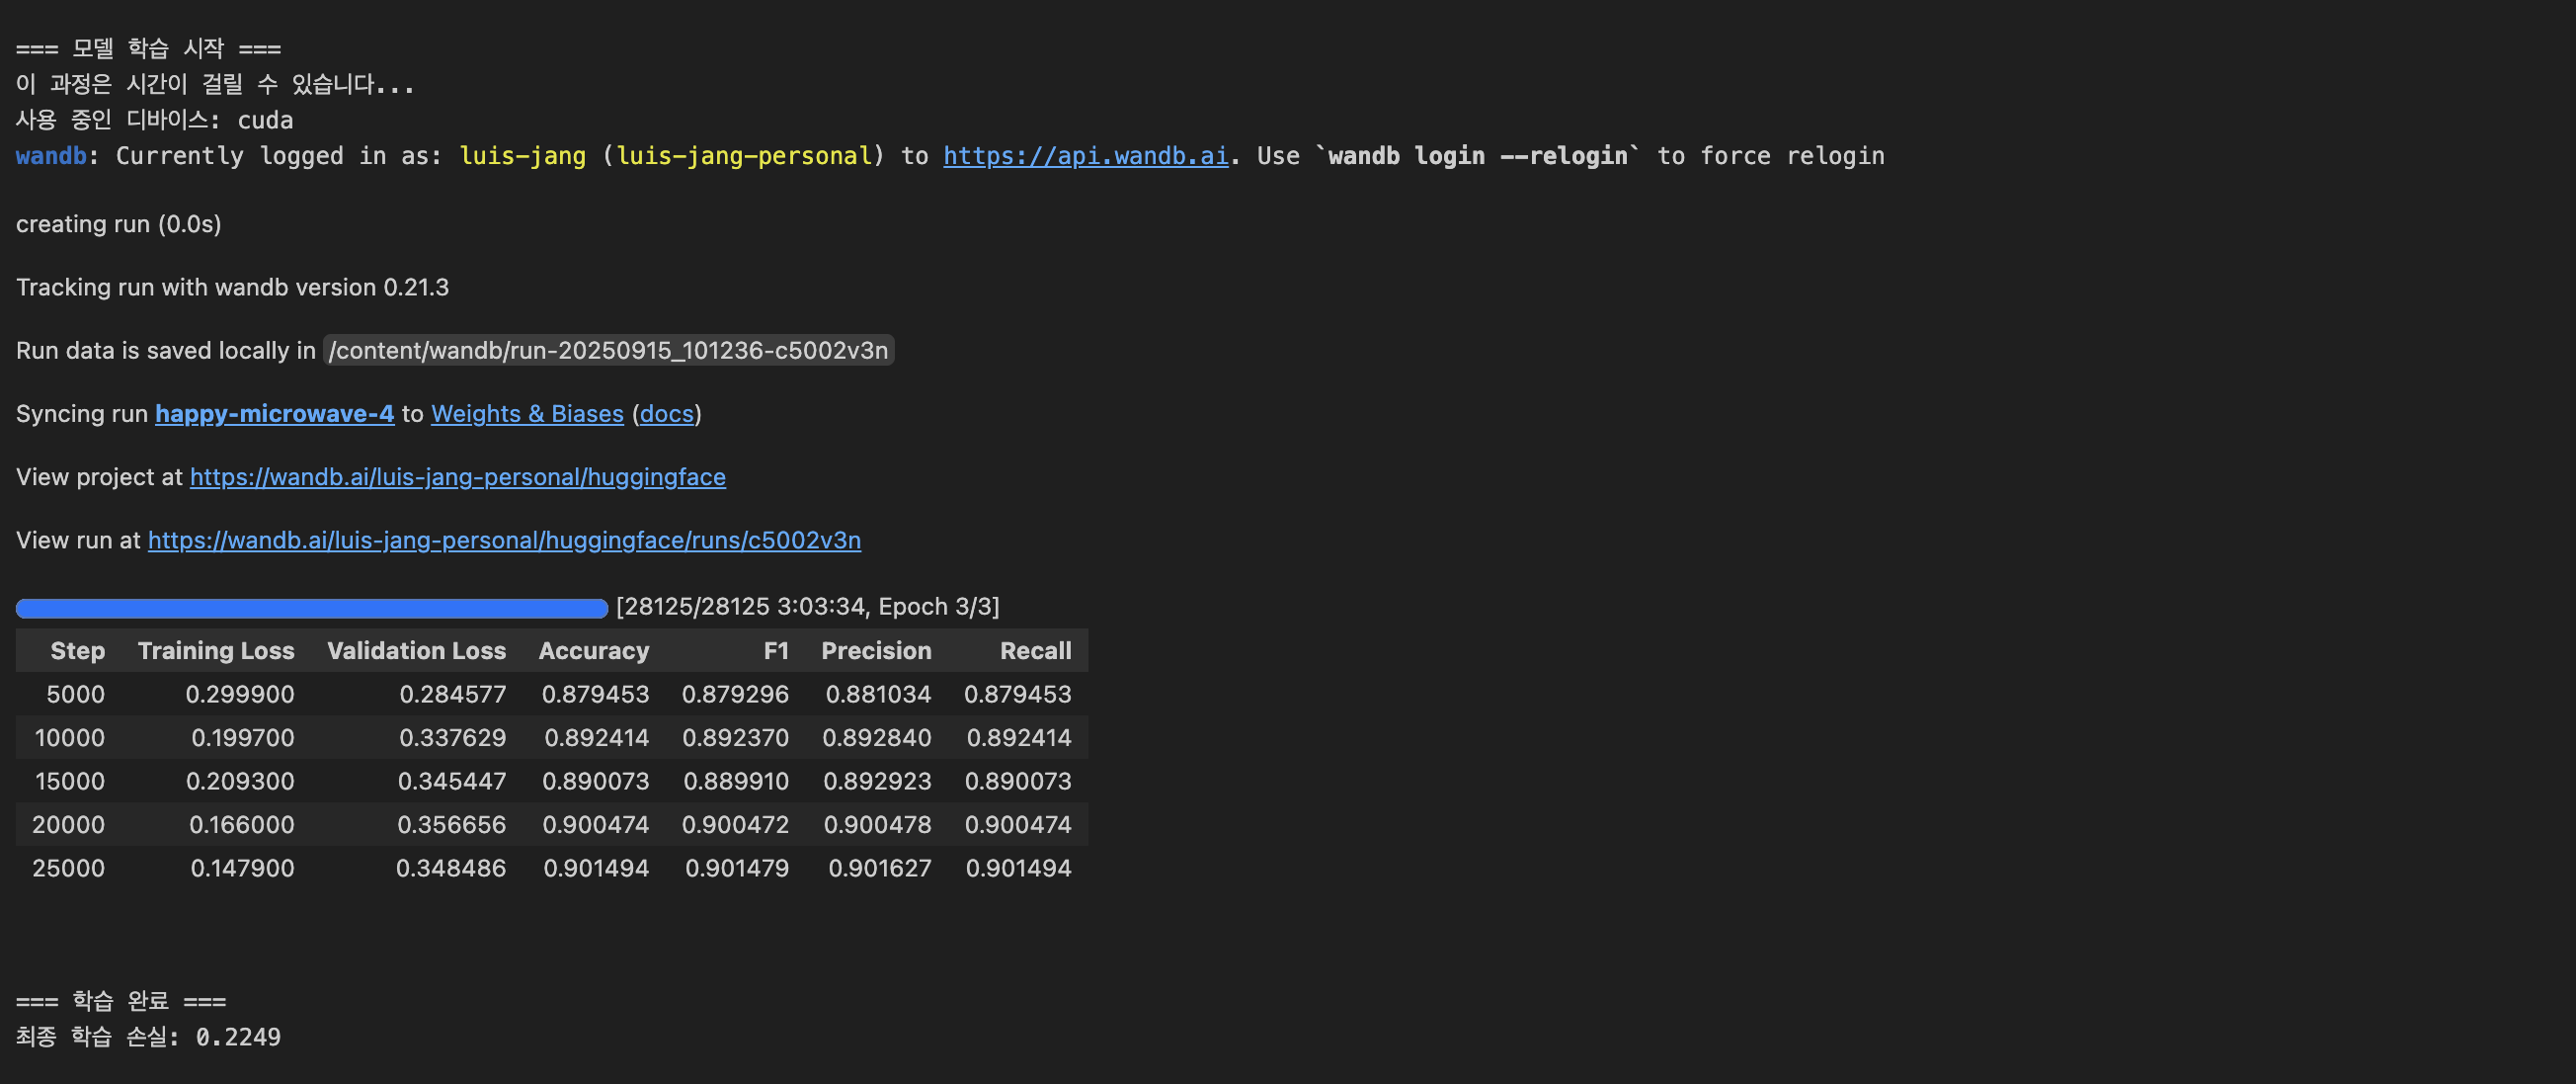 === 모델 학습 시작 ===
이 과정은 시간이 걸릴 수 있습니다...
사용 중인 디바이스: cuda
wandb: Currently logged in as: luis-jang (luis-jang-personal) to https://api.wandb.ai. Use `wandb login --relogin` to force relogin
creating run (0.0s)
Tracking run with wandb version 0.21.3
Run data is saved locally in /content/wandb/run-20250915_101236-c5002v3n
Syncing run happy-microwave-4 to Weights & Biases (docs)
View project at https://wandb.ai/luis-jang-personal/huggingface
View run at https://wandb.ai/luis-jang-personal/huggingface/runs/c5002v3n
[28125/28125 3:03:34, Epoch 3/3]
Step Training Loss Validation Loss Accuracy F1 Precision Recall
5000 0.299900 0.284577 0.879453 0.879296 0.881034 0.879453
10000 0.199700 0.337629 0.892414 0.892370 0.892840 0.892414
15000 0.209300 0.345447 0.890073 0.889910 0.892923 0.890073
20000 0.166000 0.356656 0.900474 0.900472 0.900478 0.900474
25000 0.147900 0.348486 0.901494 0.901479 0.901627 0.901494
=== 학습 완료 ===
최종 학습 손실: 0.2249